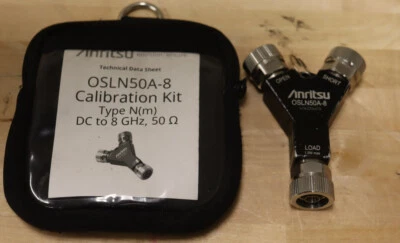 Anritsu
Technical Data Sheet
OSLN50A-8
Calibration Kit
Type N(m)
DC to 8 GHz, 50 Ω
OPEN
SHORT
Anritsu
OSLN50A-8
LOAD